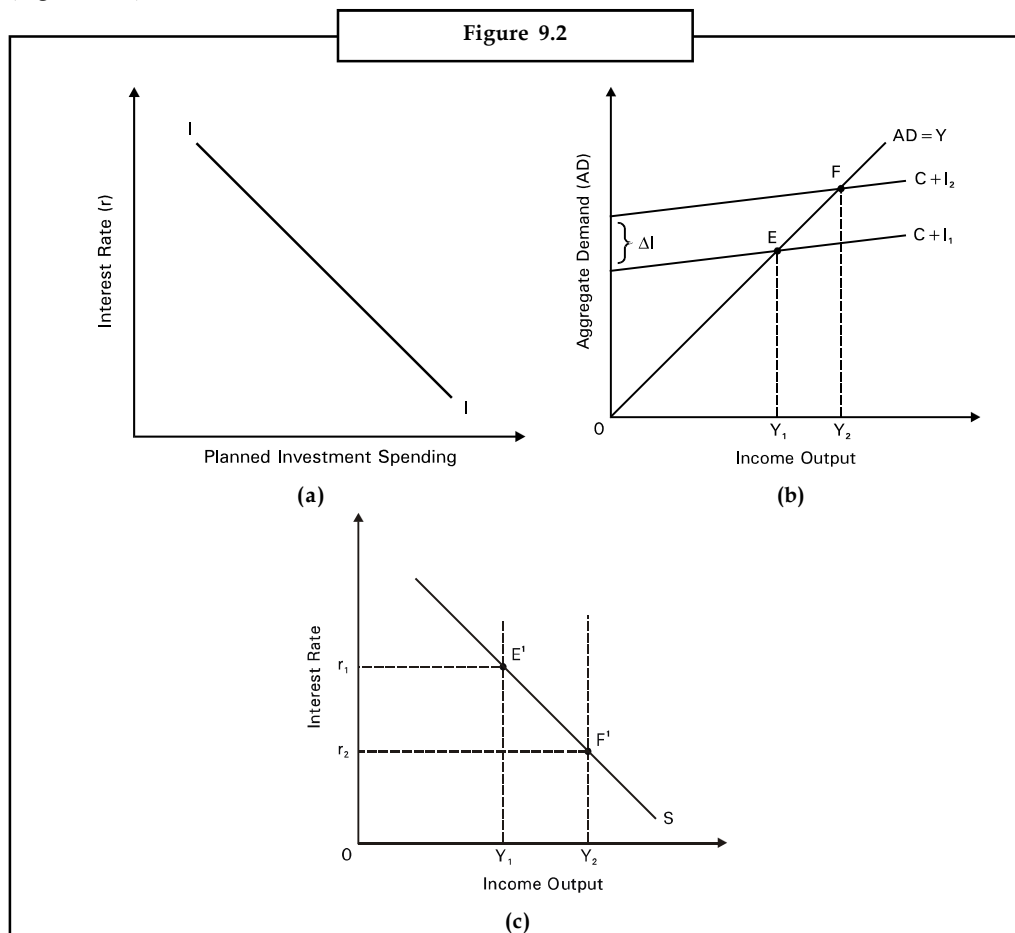 Figure 9.2
I
Interest Rate (r)
I
Planned Investment Spending
(a)
Aggregate Demand (AD)
AD = Y
F
C + I₂
ΔI
E
C + I₁
0
Y₁ Y₂
Income Output
(b)
Interest Rate
r₁
E¹
r₂
F¹
S
0
Y₁ Y₂
Income Output
(c)